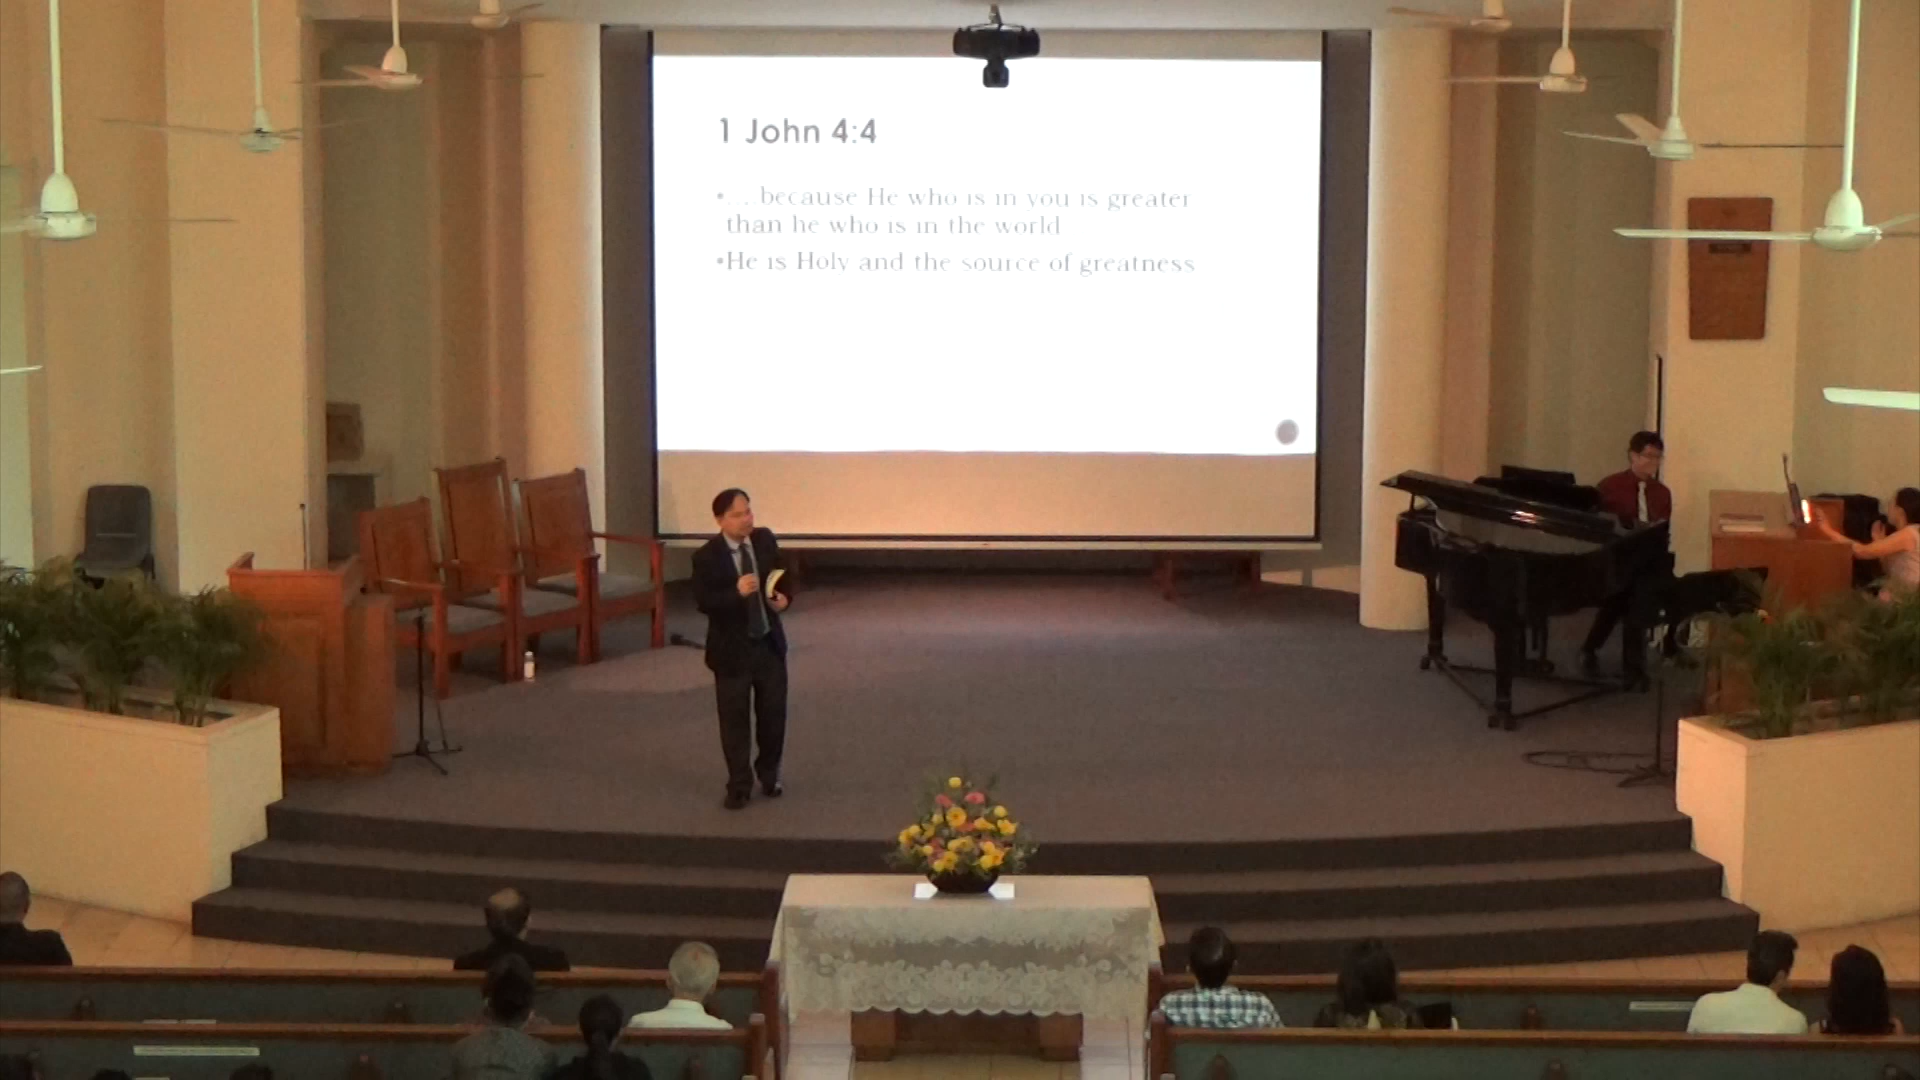 1 John 4:4
•....because He who is in you is greater
than he who is in the world
•He is Holy and the source of greatness